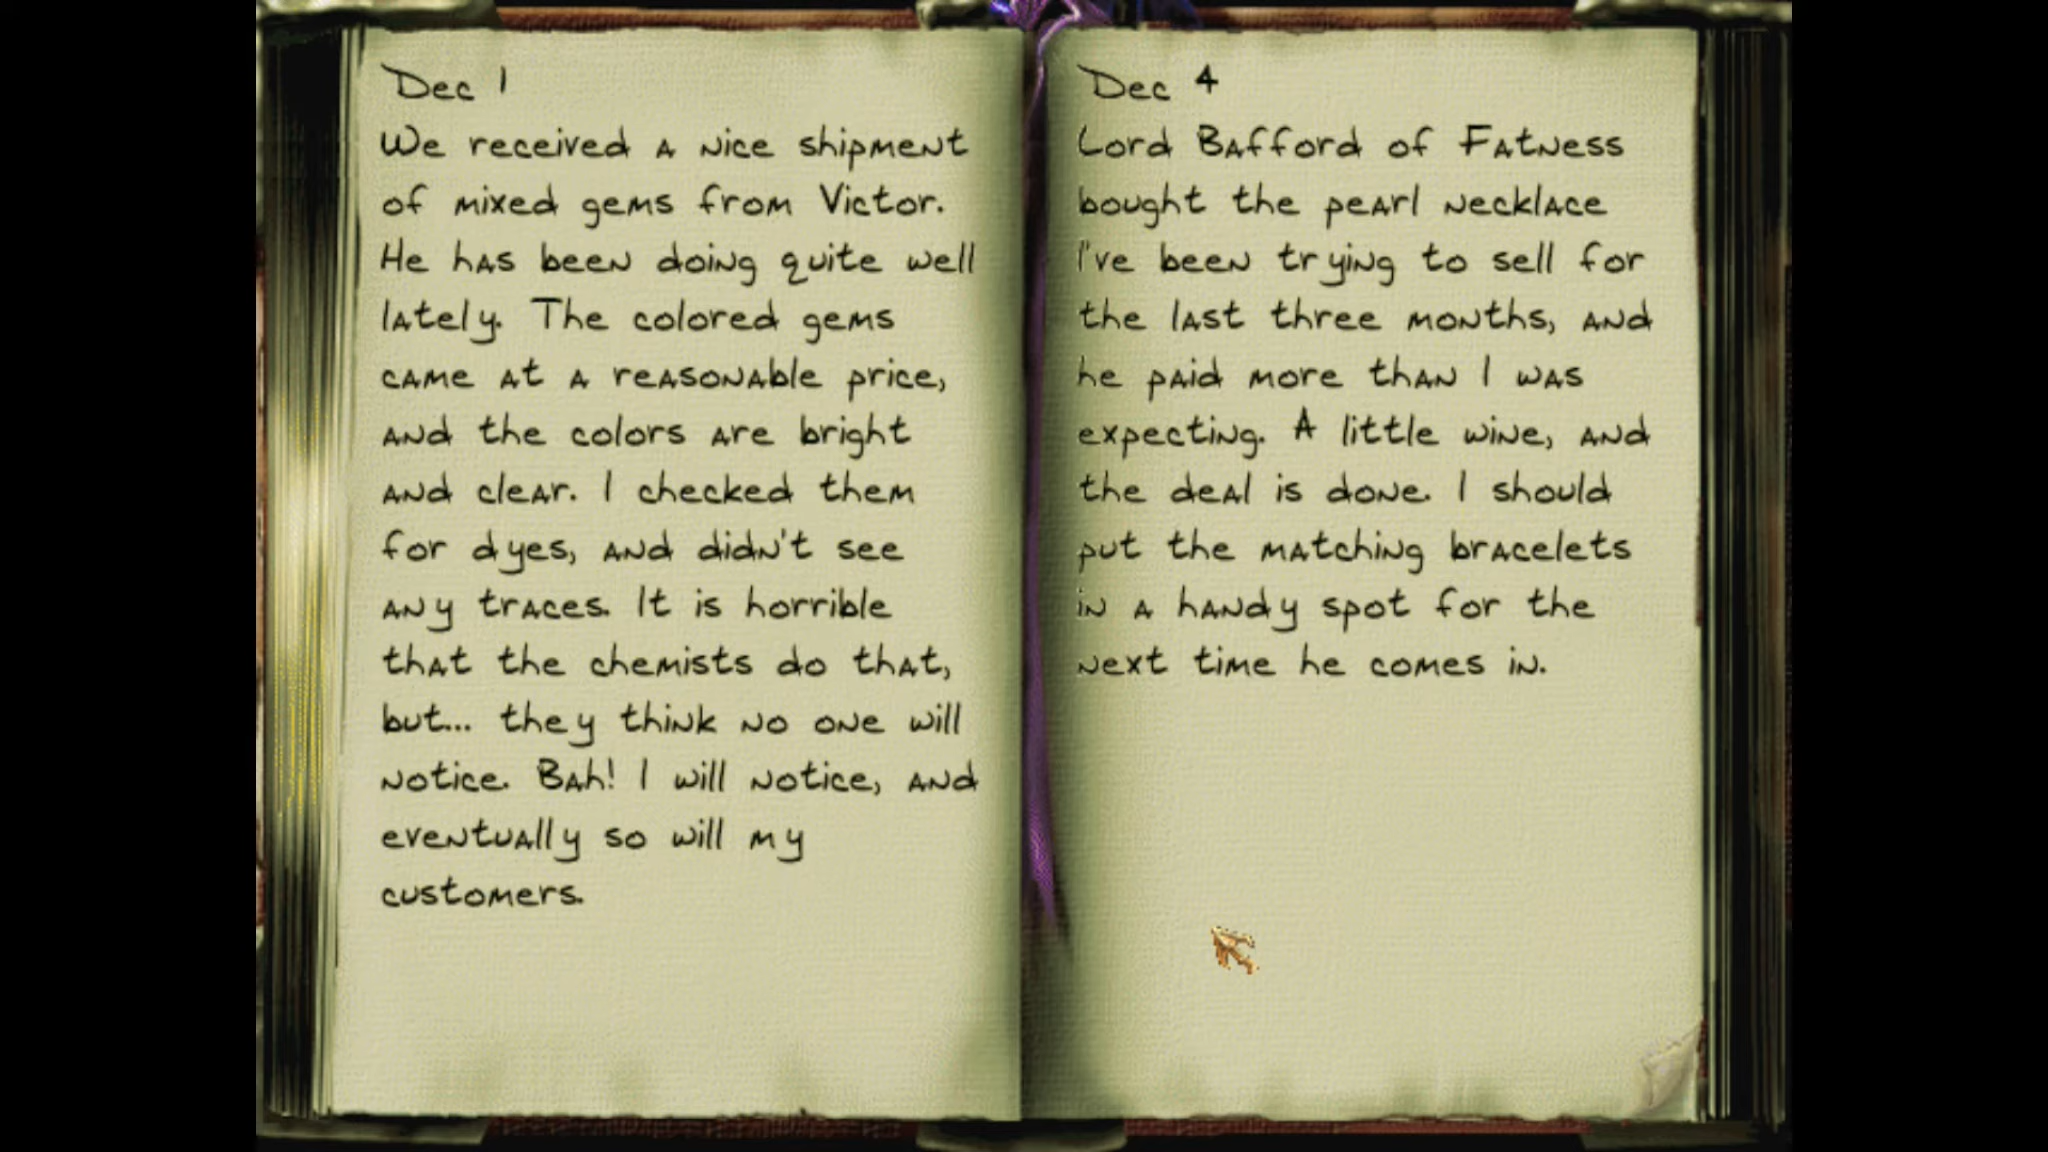 Dec 1
We received a nice shipment
of mixed gems from Victor.
He has been doing quite well
lately. The colored gems
came at a reasonable price,
and the colors are bright
and clear. I checked them
for dyes, and didn't see
any traces. It is horrible
that the chemists do that,
but... they think no one will
notice. Bah! I will notice, and
eventually so will my
customers.
Dec 4
Lord Bafford of Fatness
bought the pearl necklace
I've been trying to sell for
the last three months, and
he paid more than I was
expecting. A little wine, and
the deal is done. I should
put the matching bracelets
in a handy spot for the
next time he comes in.